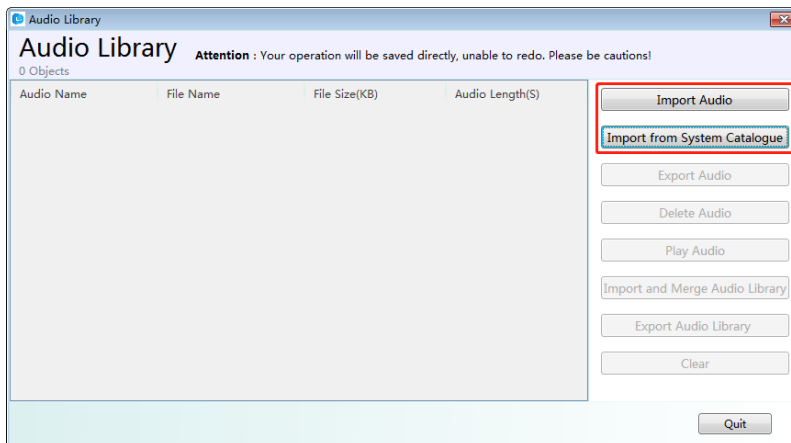 Audio Library
Audio Library Attention : Your operation will be saved directly, unable to redo. Please be cautions!
0 Objects
Audio Name File Name File Size(KB) Audio Length(S)
Import Audio
Import from System Catalogue
Export Audio
Delete Audio
Play Audio
Import and Merge Audio Library
Export Audio Library
Clear
Quit